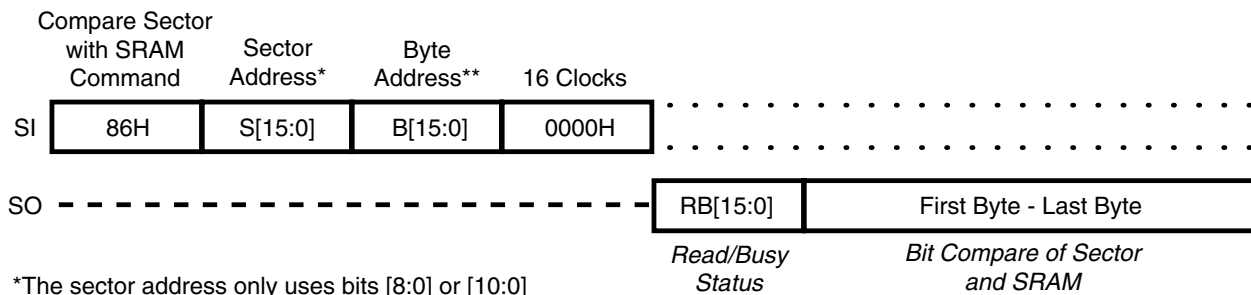 Compare Sector
with SRAM
Command
Sector
Address*
Byte
Address**
16 Clocks
SI
86H
S[15:0]
B[15:0]
0000H
SO
RB[15:0]
First Byte - Last Byte
Read/Busy
Status
Bit Compare of Sector
and SRAM
*The sector address only uses bits [8:0] or [10:0]